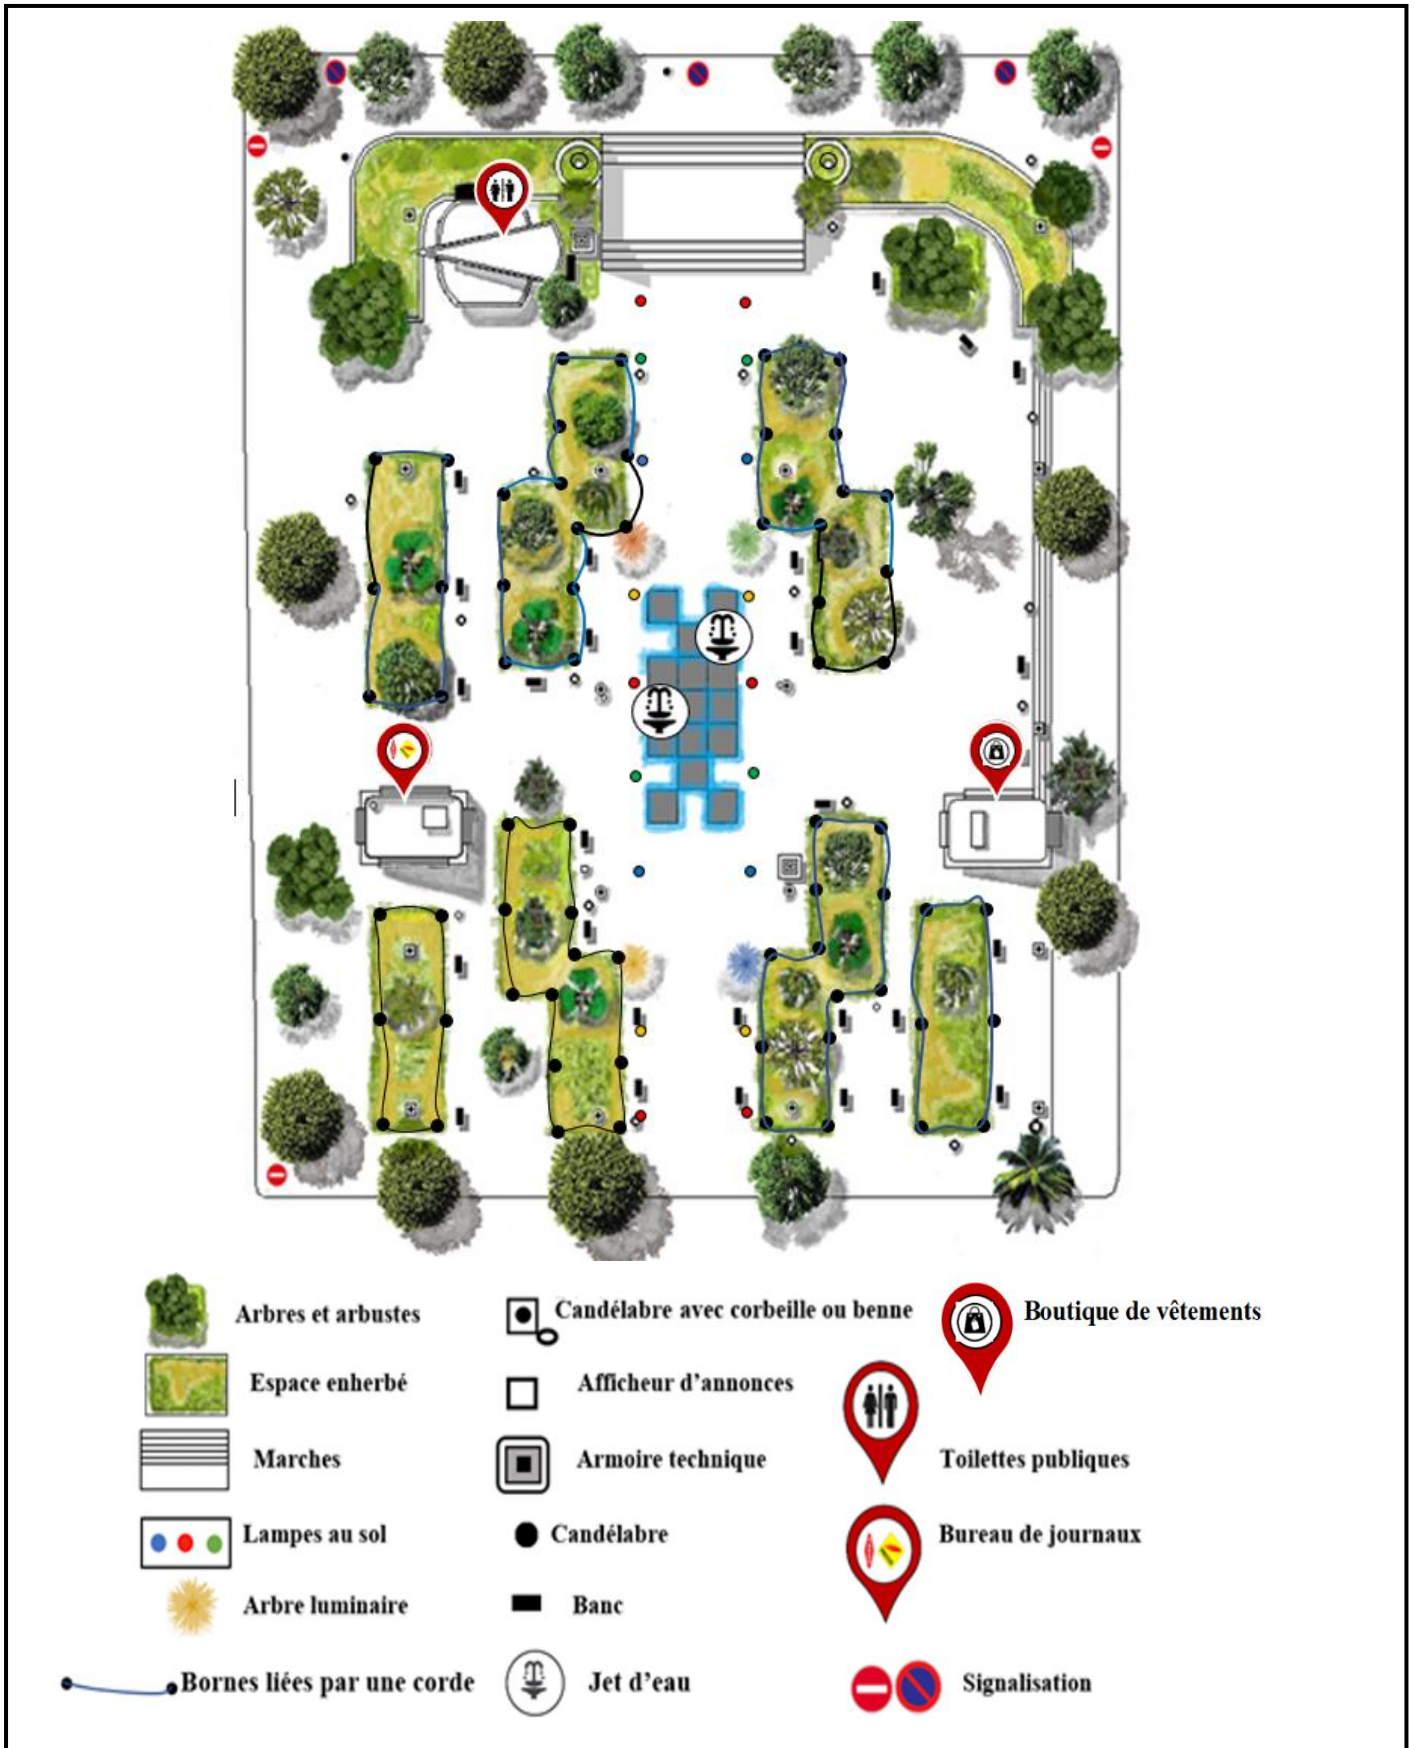 Arbres et arbustes
Candélabre avec corbeille ou benne
Boutique de vêtements
Espace enherbé
Afficheur d'annonces
Marches
Armoire technique
Toilettes publiques
Lampes au sol
Candélabre
Bureau de journaux
Arbre luminaire
Banc
Bornes liées par une corde
Jet d'eau
Signalisation